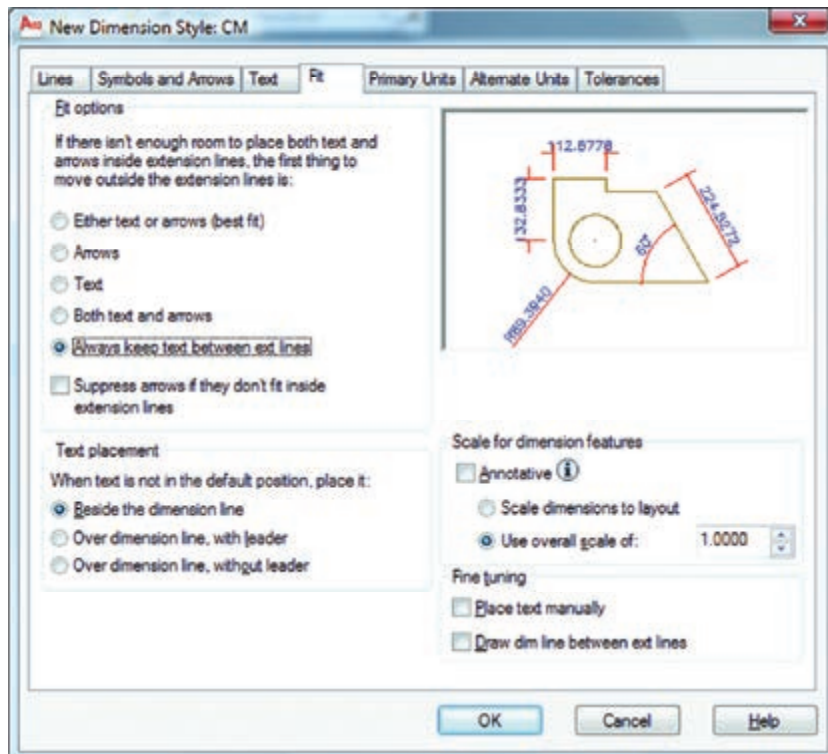 New Dimension Style: CM
Lines
Symbols and Arrows
Text
Fit
Primary Units
Alternate Units
Tolerances
Fit options
If there isn't enough room to place both text and
arrows inside extension lines, the first thing to
move outside the extension lines is:
Either text or arrows (best fit)
Arrows
Text
Both text and arrows
Always keep text between ext lines
Suppress arrows if they don't fit inside
extension lines
Text placement
When text is not in the default position, place it:
Beside the dimension line
Over dimension line, with leader
Over dimension line, without leader
112.8778
132.8333
224.9272
60°
R89.3940
Scale for dimension features
Annotative
Scale dimensions to layout
Use overall scale of:
1.0000
Fine tuning
Place text manually
Draw dim line between ext lines
OK
Cancel
Help